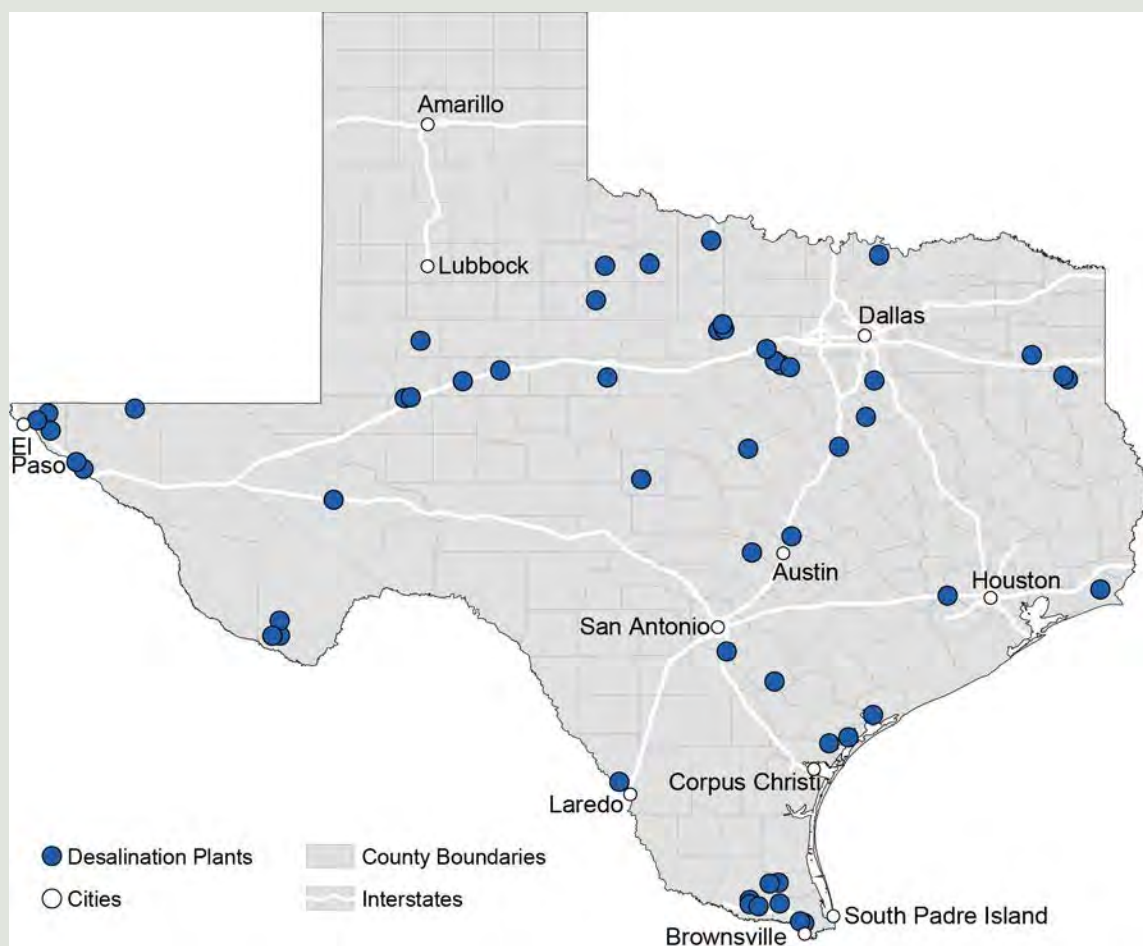 Amarillo
Lubbock
Dallas
El
Paso
Austin
Houston
San Antonio
Corpus Christi
Laredo
Desalination Plants
County Boundaries
Cities
Interstates
South Padre Island
Brownsville